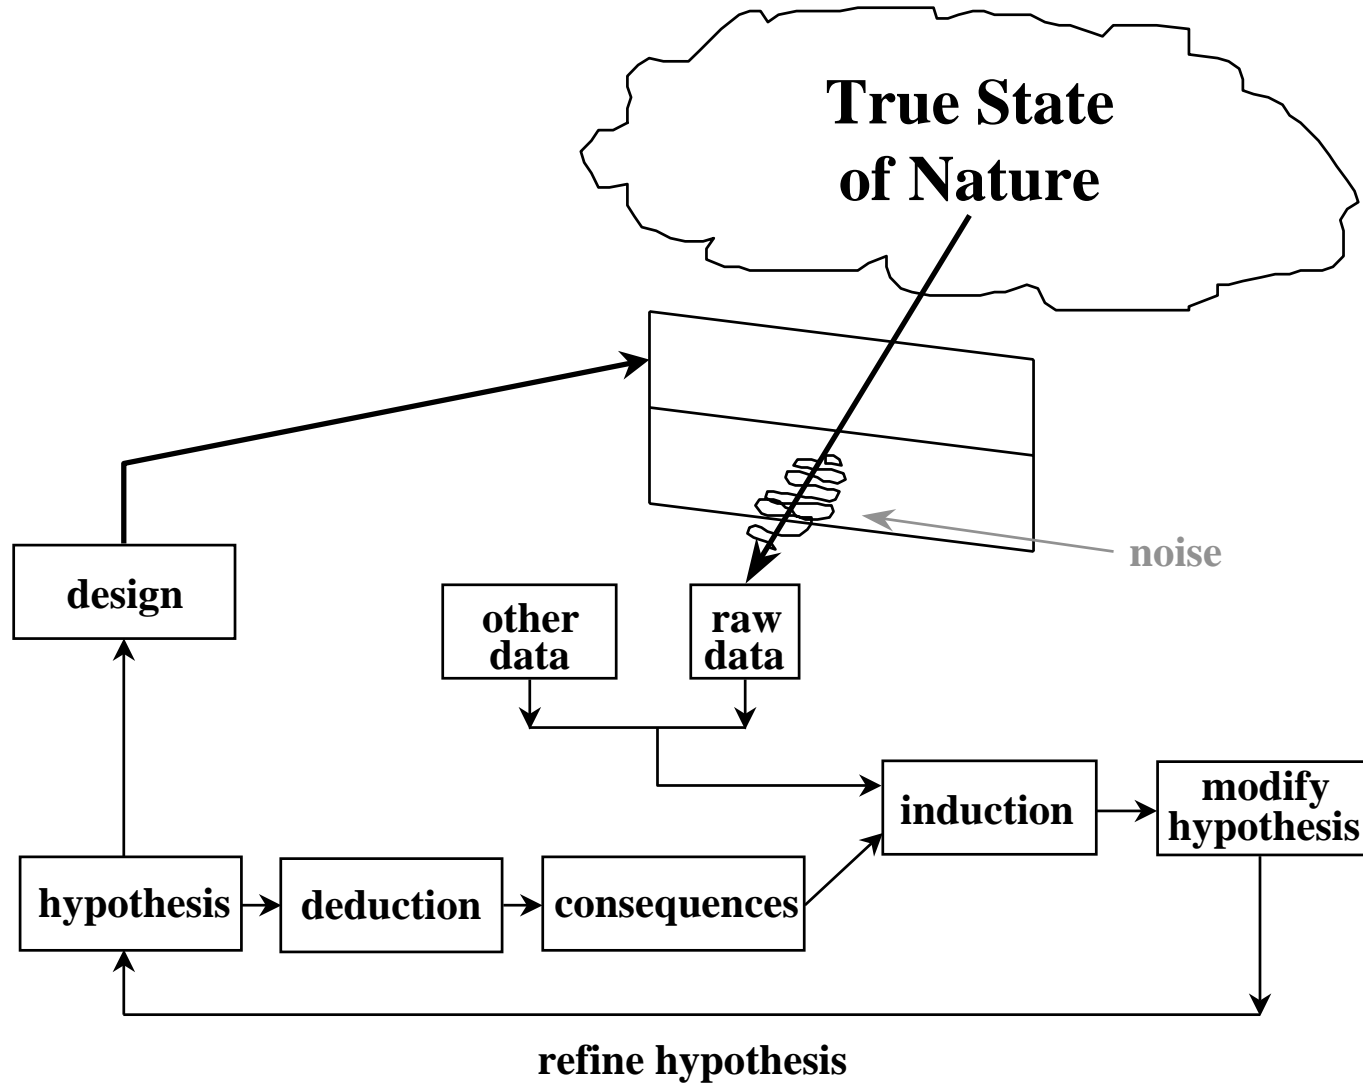 True State
of Nature
noise
design
other
data
raw
data
induction
modify
hypothesis
hypothesis
deduction
consequences
refine hypothesis